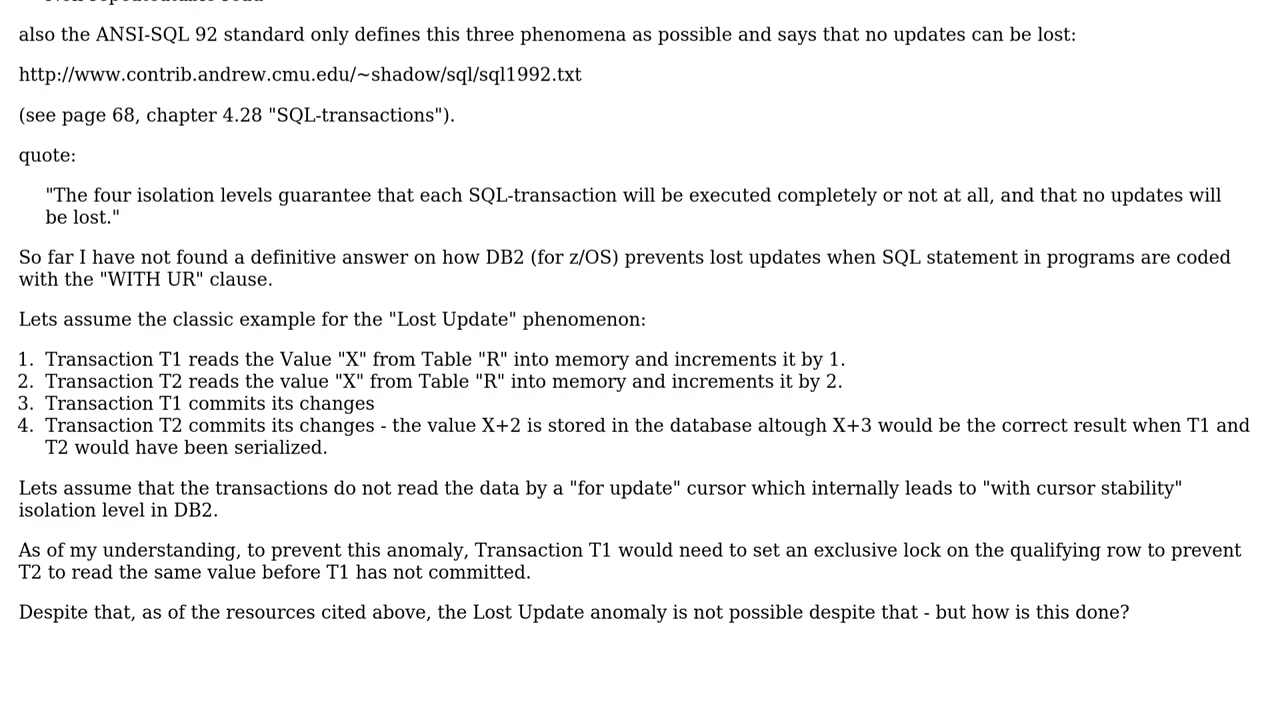 also the ANSI-SQL 92 standard only defines this three phenomena as possible and says that no updates can be lost:
http://www.contrib.andrew.cmu.edu/~shadow/sql/sql1992.txt
(see page 68, chapter 4.28 "SQL-transactions").
quote:
"The four isolation levels guarantee that each SQL-transaction will be executed completely or not at all, and that no updates will
be lost."
So far I have not found a definitive answer on how DB2 (for z/OS) prevents lost updates when SQL statement in programs are coded
with the "WITH UR" clause.
Lets assume the classic example for the "Lost Update" phenomenon:
1. Transaction T1 reads the Value "X" from Table "R" into memory and increments it by 1.
2. Transaction T2 reads the value "X" from Table "R" into memory and increments it by 2.
3. Transaction T1 commits its changes
4. Transaction T2 commits its changes - the value X+2 is stored in the database altough X+3 would be the correct result when T1 and
T2 would have been serialized.
Lets assume that the transactions do not read the data by a "for update" cursor which internally leads to "with cursor stability"
isolation level in DB2.
As of my understanding, to prevent this anomaly, Transaction T1 would need to set an exclusive lock on the qualifying row to prevent
T2 to read the same value before T1 has not committed.
Despite that, as of the resources cited above, the Lost Update anomaly is not possible despite that - but how is this done?